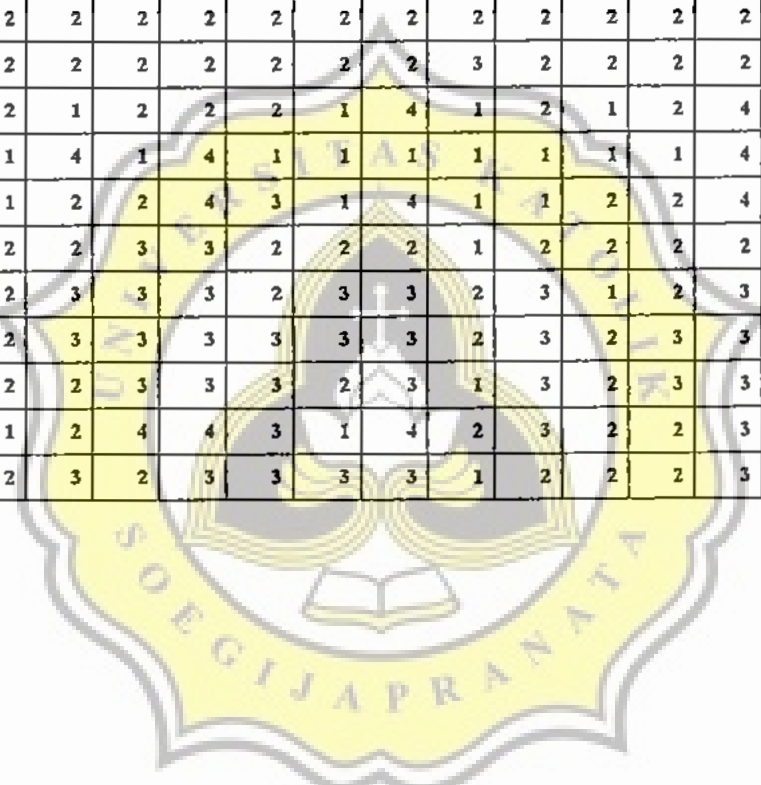 2 2 2 2 2 2 2 2 2 2 2 2
2 2 2 2 2 2 2 3 2 2 2 2
2 1 2 2 2 1 4 1 2 1 2 4
1 4 1 4 1 1 1 1 1 1 1 4
1 2 2 4 3 1 4 1 1 2 2 4
2 2 3 3 2 2 2 1 2 2 2 2
2 3 3 3 2 3 3 2 3 1 2 3
2 3 3 3 3 3 3 2 3 2 3 3
2 2 3 3 3 2 3 1 3 2 3 3
1 2 4 4 3 1 4 2 3 2 2 3
2 3 2 3 3 3 3 1 2 2 2 3
UNIVERSITAS KATOLIK
SOEGIJAPRANATA